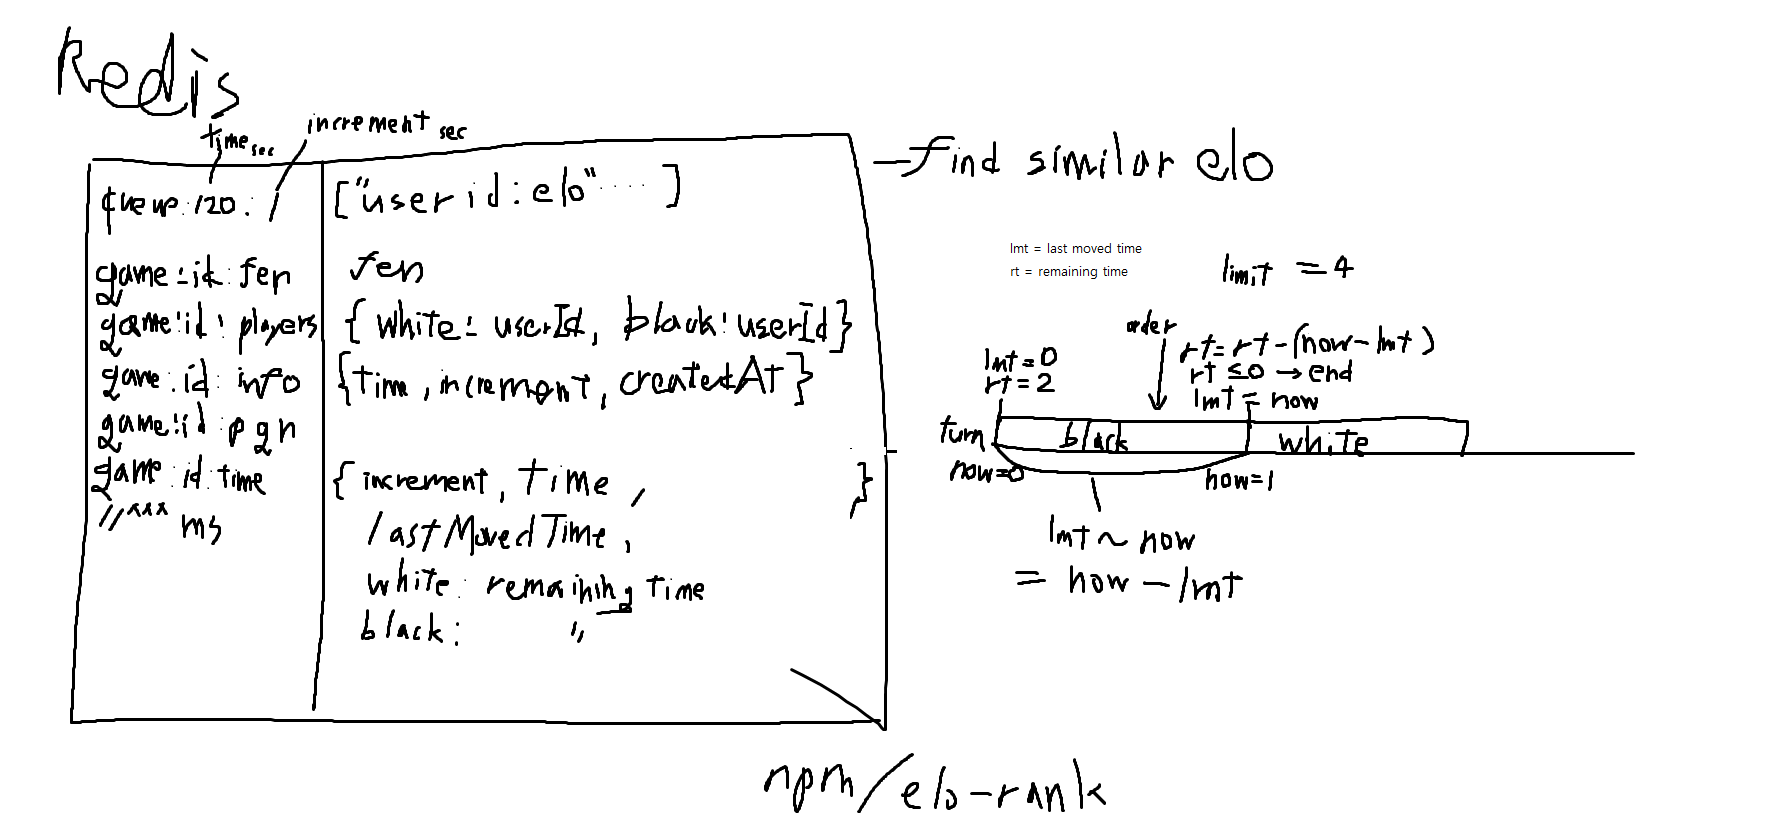 Redis
time sec
increment sec
queue:120:1
["user id:elo" .... ]
- find similar elo
game:id:fen
fen
game:id:players
{ white: userId, black: userId }
game:id:info
{ time, increment, createdAt }
game:id:pgn
game:id:time
{ increment, time, }
//*** ms
lastMovedTime,
white: remaining time
black: 〃
lmt = last moved time
rt = remaining time
limit = 4
order
rt = rt - (now - lmt)
rt ≤ 0 → end
lmt = now
lmt = 0
rt = 2
turn
black
white
now=0
now=1
lmt ~ now
= now - lmt
npm/elo-rank